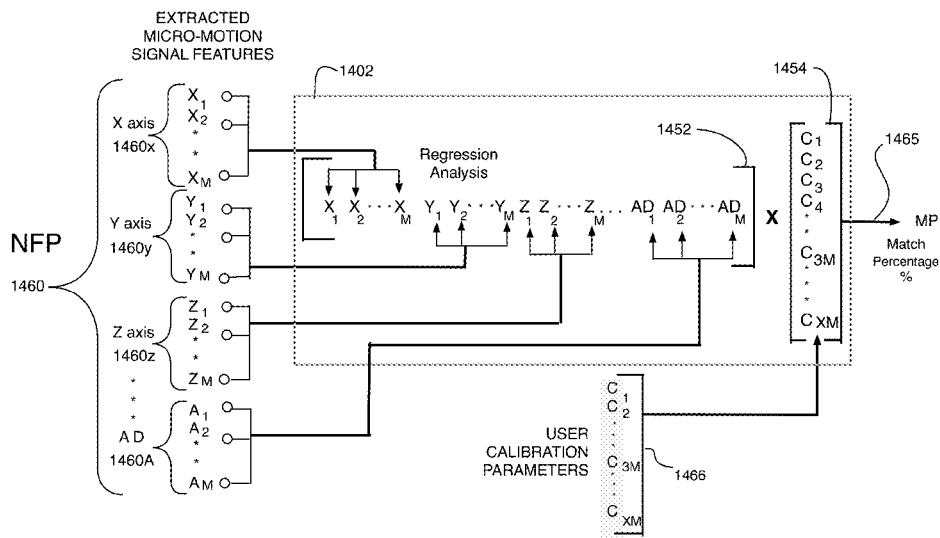 EXTRACTED
MICRO-MOTION
SIGNAL FEATURES
1402
1454
NFP
1460
X axis
1460x
X1
X2
*
*
XM
Y axis
1460y
Y1
Y2
*
*
YM
Z axis
1460z
Z1
Z2
*
*
ZM
*
*
*
AD
1460A
A1
A2
*
*
AM
Regression
Analysis
1452
X1 X2 ···· XM Y1 Y2 ···· YM Z1 Z2 ···· ZM .... AD1 AD2 ··· ADM
X
C1
C2
C3
C4
*
*
C3M
*
*
*
CXM
1465
MP
Match
Percentage
%
USER
CALIBRATION
PARAMETERS
C1
C2
.
.
.
C3M
.
.
CXM
1466